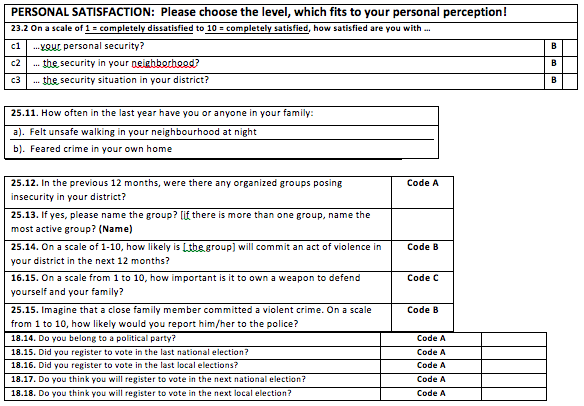 PERSONAL SATISFACTION: Please choose the level, which fits to your personal perception!
23.2 On a scale of 1 = completely dissatisfied to 10 = completely satisfied, how satisfied are you with ...
c1 ...your personal security? B
c2 ... the security in your neighborhood? B
c3 ... the security situation in your district? B
25.11. How often in the last year have you or anyone in your family:
a). Felt unsafe walking in your neighbourhood at night
b). Feared crime in your own home
25.12. In the previous 12 months, were there any organized groups posing Code A
insecurity in your district?
25.13. If yes, please name the group? [if there is more than one group, name the
most active group? (Name)
25.14. On a scale of 1-10, how likely is [the group] will commit an act of violence in Code B
your district in the next 12 months?
16.15. On a scale from 1 to 10, how important is it to own a weapon to defend Code C
yourself and your family?
25.15. Imagine that a close family member committed a violent crime. On a scale Code B
from 1 to 10, how likely would you report him/her to the police?
18.14. Do you belong to a political party? Code A
18.15. Did you register to vote in the last national election? Code A
18.16. Did you register to vote in the last local elections? Code A
18.17. Do you think you will register to vote in the next national election? Code A
18.18. Do you think you will register to vote in the next local election? Code A